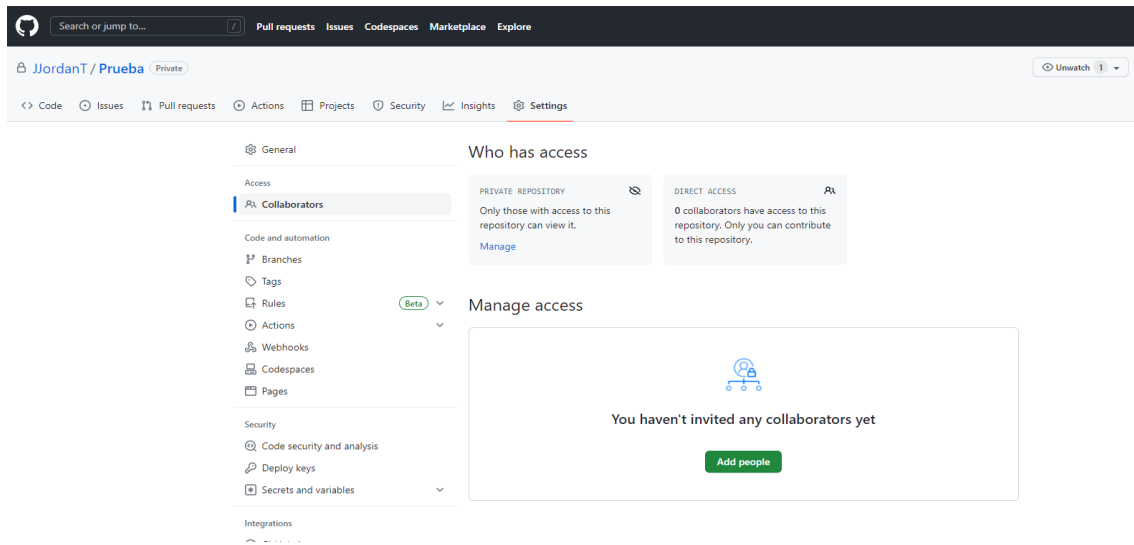 Search or jump to... /
Pull requests Issues Codespaces Marketplace Explore
JJordanT / Prueba Private
Unwatch 1
Code Issues Pull requests Actions Projects Security Insights Settings
General
Access
Collaborators
Code and automation
Branches
Tags
Rules Beta
Actions
Webhooks
Codespaces
Pages
Security
Code security and analysis
Deploy keys
Secrets and variables
Integrations
Who has access
PRIVATE REPOSITORY
Only those with access to this
repository can view it.
Manage
DIRECT ACCESS
0 collaborators have access to this
repository. Only you can contribute
to this repository.
Manage access
You haven't invited any collaborators yet
Add people